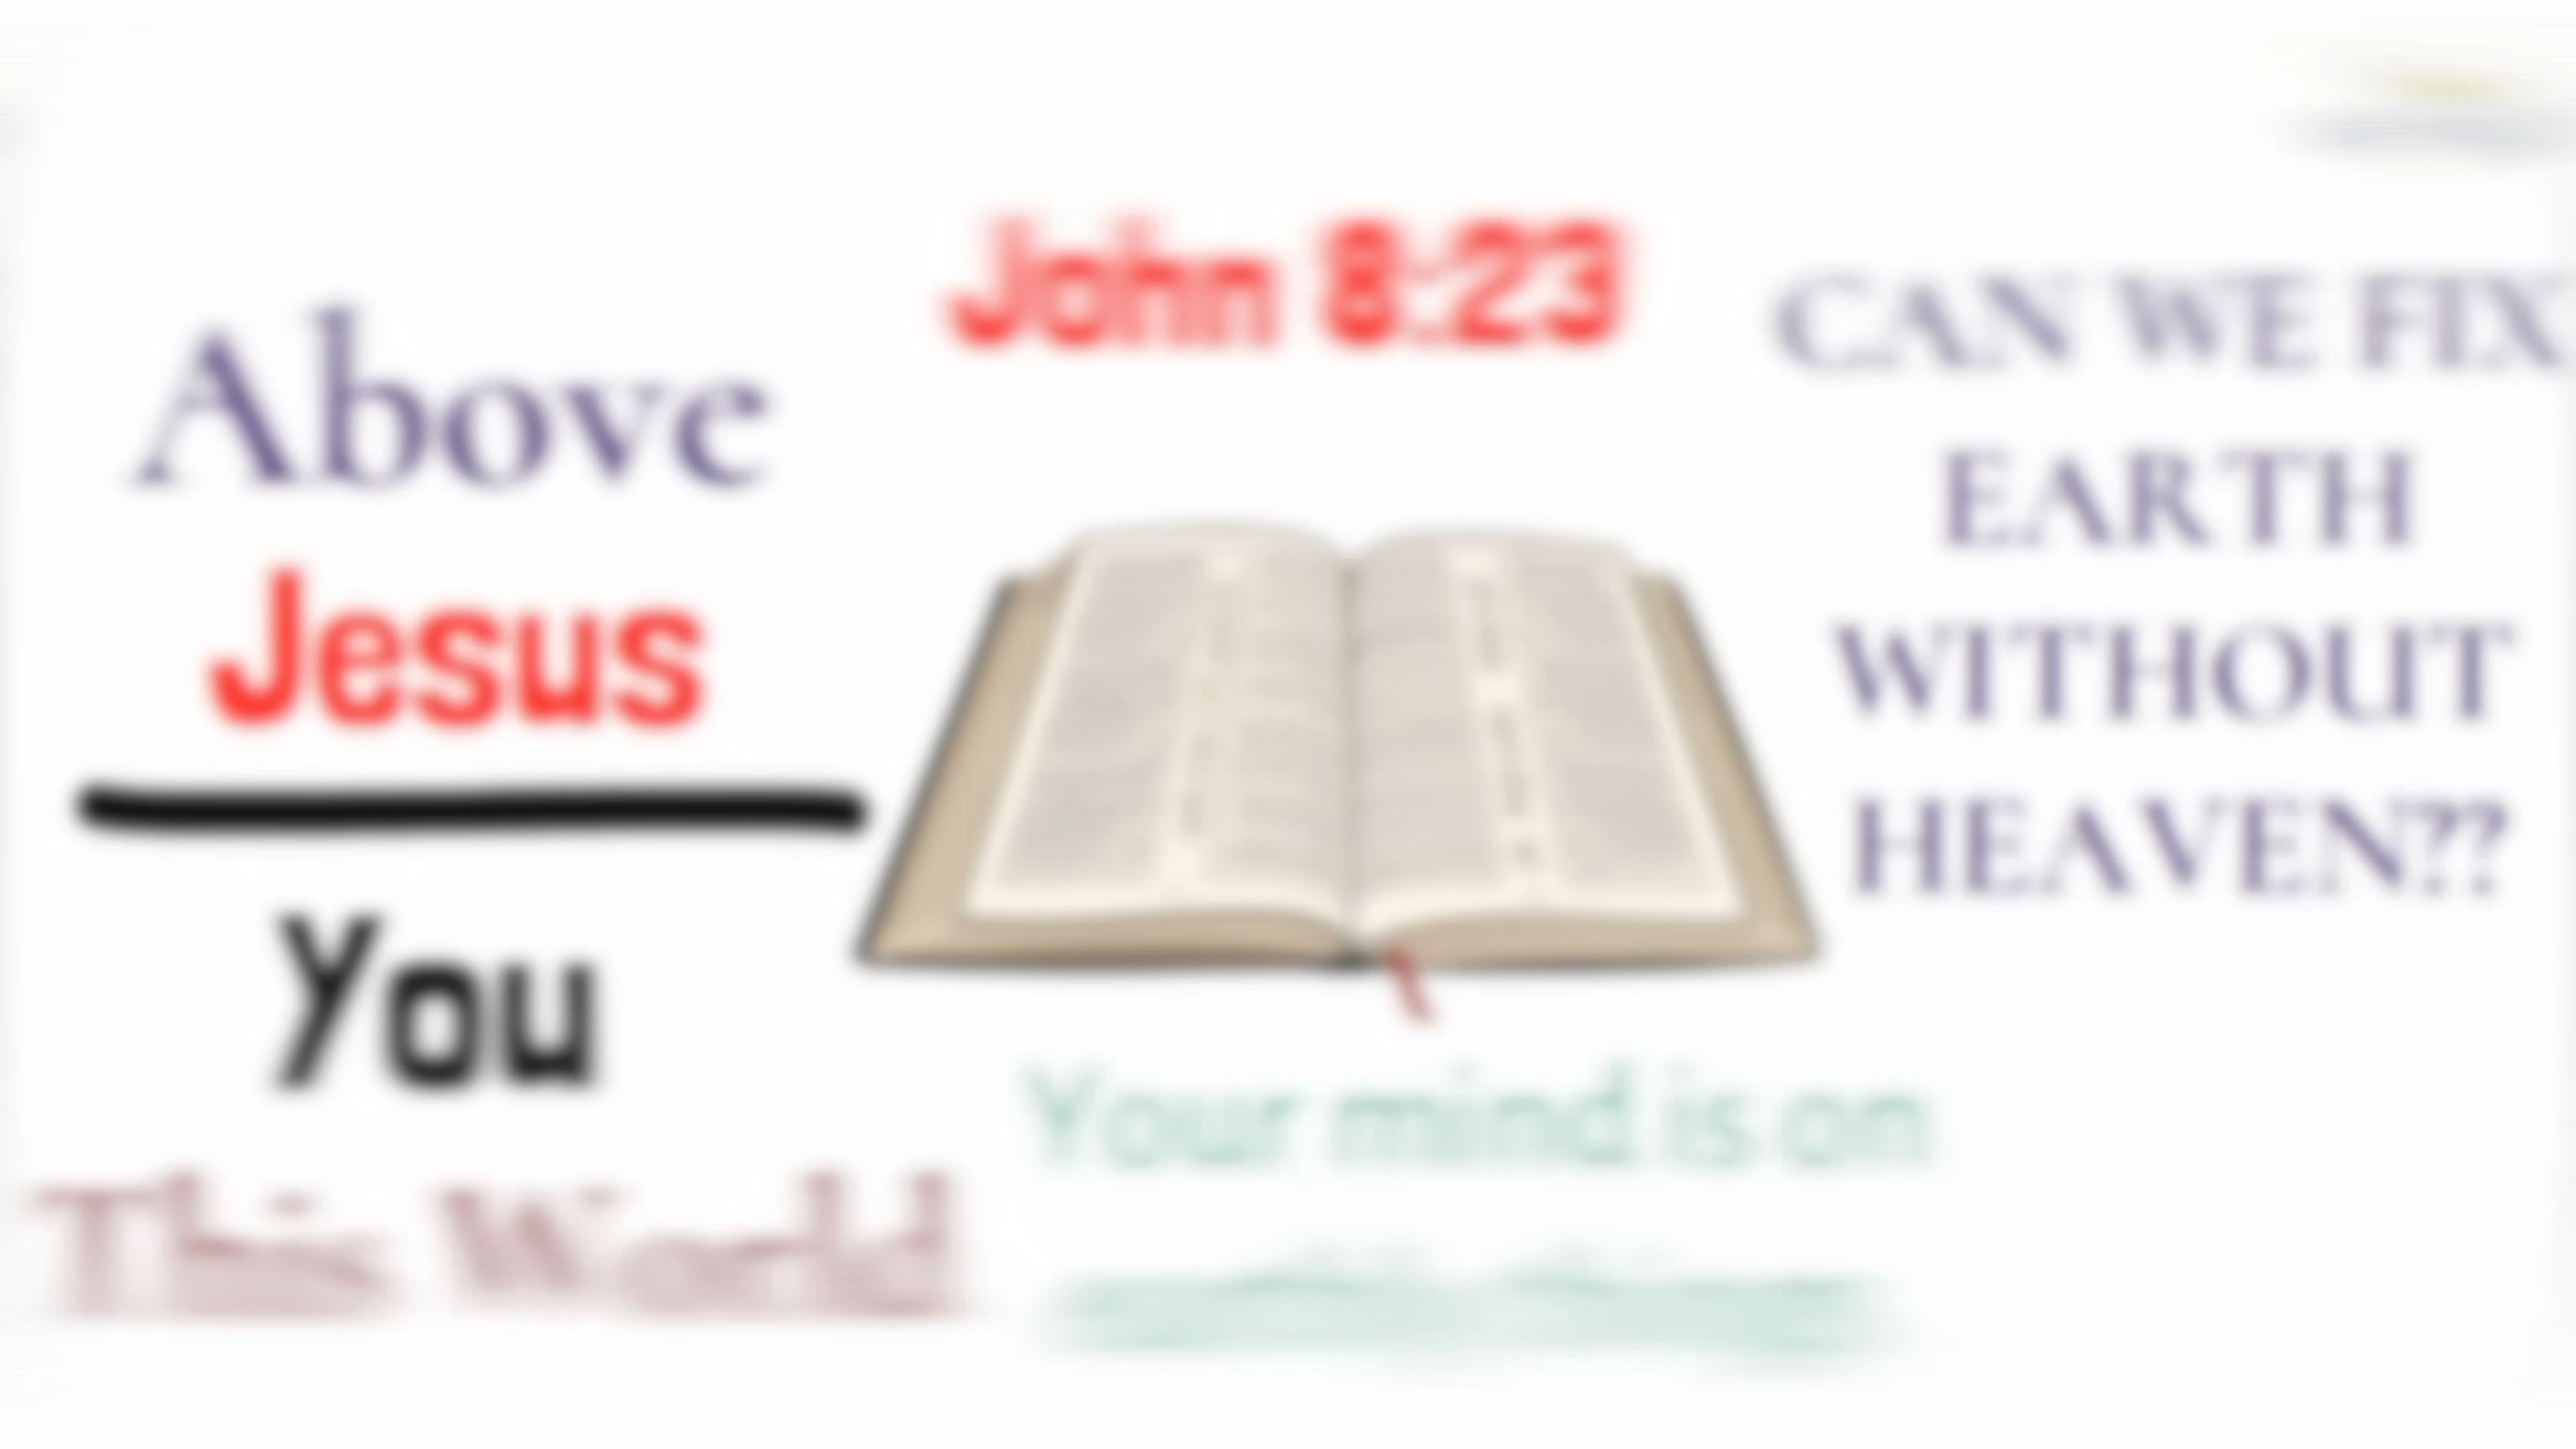 Above
Jesus
You
This World
John 8:23
Your mind is on
CAN WE FIX
EARTH
WITHOUT
HEAVEN??